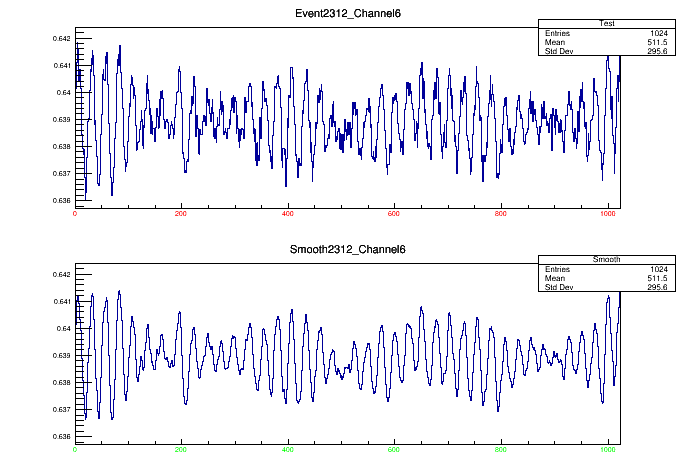 Event2312_Channel6
Test
Entries 1024
Mean 511.5
Std Dev 295.6
0.642
0.641
0.64
0.639
0.638
0.637
0.636
0 200 400 600 800 1000
Smooth2312_Channel6
Smooth
Entries 1024
Mean 511.5
Std Dev 295.6
0.642
0.641
0.64
0.639
0.638
0.637
0.636
0 200 400 600 800 1000